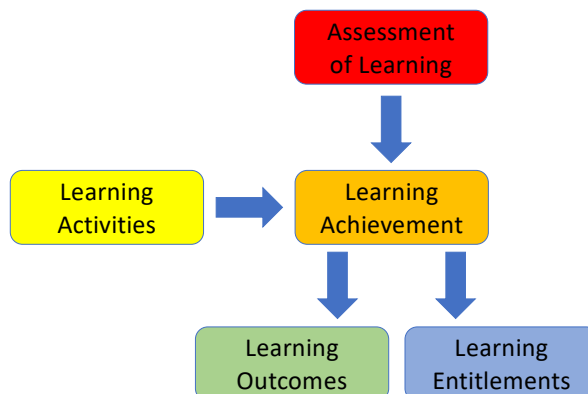 Assessment
of Learning
Learning
Activities
Learning
Achievement
Learning
Outcomes
Learning
Entitlements